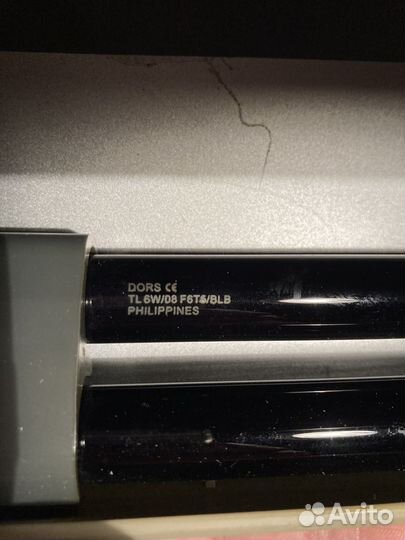 DORS CE
TL 6W/08 F6T5/BLB
PHILIPPINES
Avito